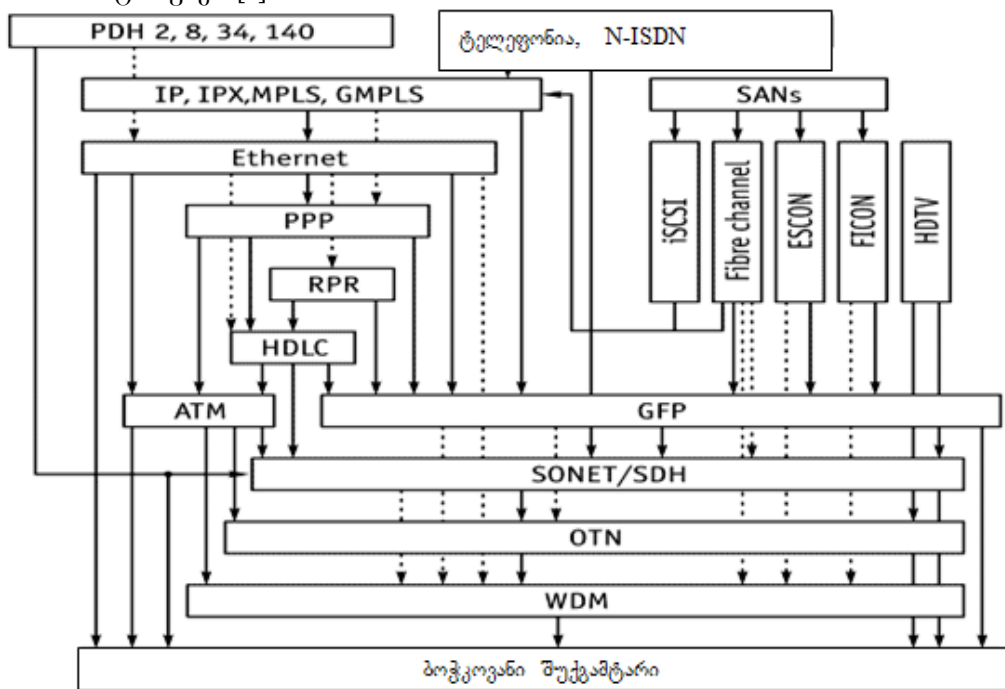 PDH 2, 8, 34, 140
ტელეფონია, N-ISDN
IP, IPX,MPLS, GMPLS
SANs
Ethernet
iSCSI
Fibre channel
ESCON
FICON
HDTV
PPP
RPR
HDLC
ATM
GFP
SONET/SDH
OTN
WDM
ბოჭკოვანი შუქგამტარი